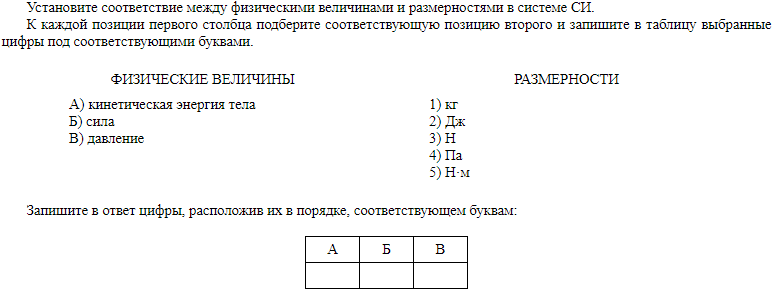 Установите соответствие между физическими величинами и размерностями в системе СИ.
К каждой позиции первого столбца подберите соответствующую позицию второго и запишите в таблицу выбранные
цифры под соответствующими буквами.
ФИЗИЧЕСКИЕ ВЕЛИЧИНЫ
А) кинетическая энергия тела
Б) сила
В) давление
РАЗМЕРНОСТИ
1) кг
2) Дж
3) Н
4) Па
5) Н·м
Запишите в ответ цифры, расположив их в порядке, соответствующем буквам:
А Б В